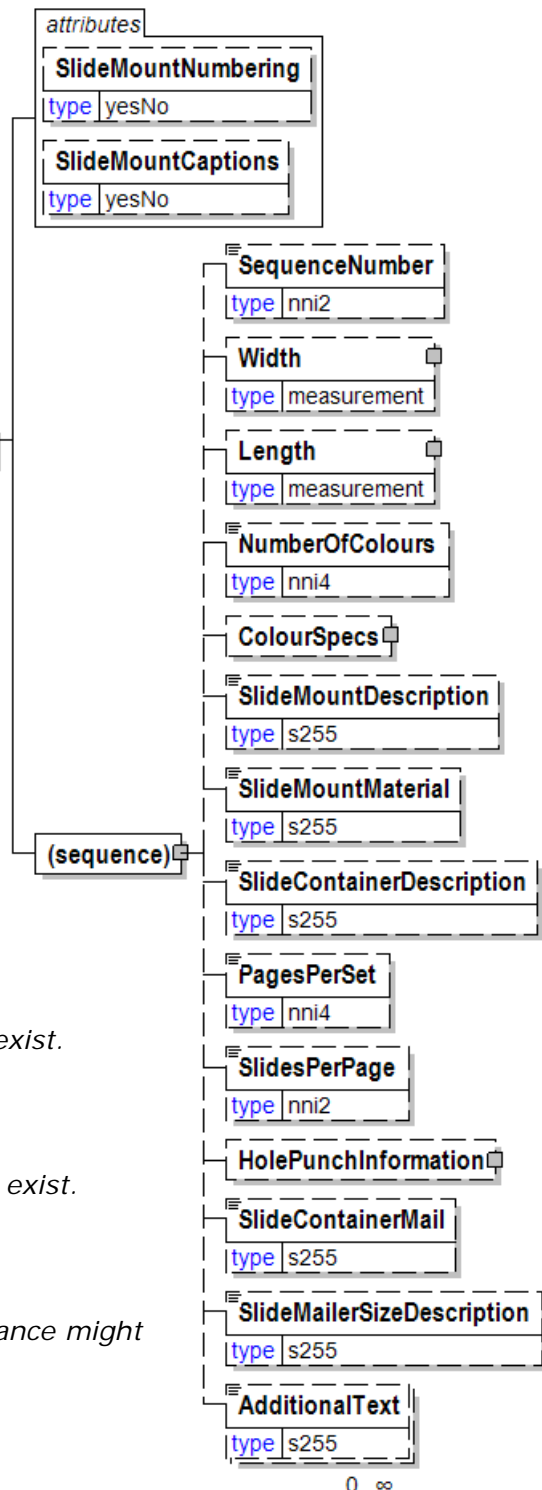 attributes
SlideMountNumbering
type yesNo
SlideMountCaptions
type yesNo
SequenceNumber
type nni2
Width
type measurement
Length
type measurement
NumberOfColours
type nni4
ColourSpecs
SlideMountDescription
type s255
SlideMountMaterial
type s255
(sequence)
SlideContainerDescription
type s255
PagesPerSet
type nni4
exist.
SlidesPerPage
type nni2
HolePunchInformation
exist.
SlideContainerMail
type s255
SlideMailerSizeDescription
ance might
type s255
AdditionalText
type s255
0 ∞